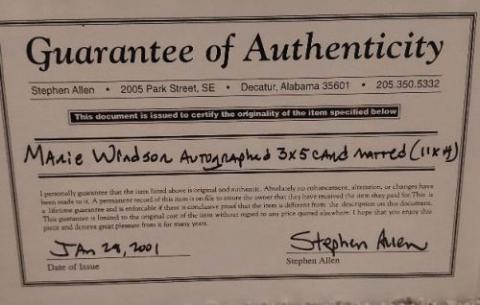 Guarantee of Authenticity
Stephen Allen • 2005 Park Street, SE • Decatur, Alabama 35601 • 205.350.5332
This document is issued to certify the originality of the item specified below
Marie Windsor Autographed 3x5 card matted (11x14)
I personally guarantee that the item listed above is original and authentic. Absolutely no enhancement, alteration, or changes have
been made to it. A permanent record of this item is on file to assure the owner that they have received the item they paid for. This is
a lifetime guarantee and is enforceable if there is conclusive proof that the item is different from the description on this document.
This guarantee is limited to the original cost of the item without regard to any price quoted elsewhere. I hope that you enjoy this
piece and derive great pleasure from it for many years.
Jan 29, 2001 Stephen Allen
Date of Issue Stephen Allen